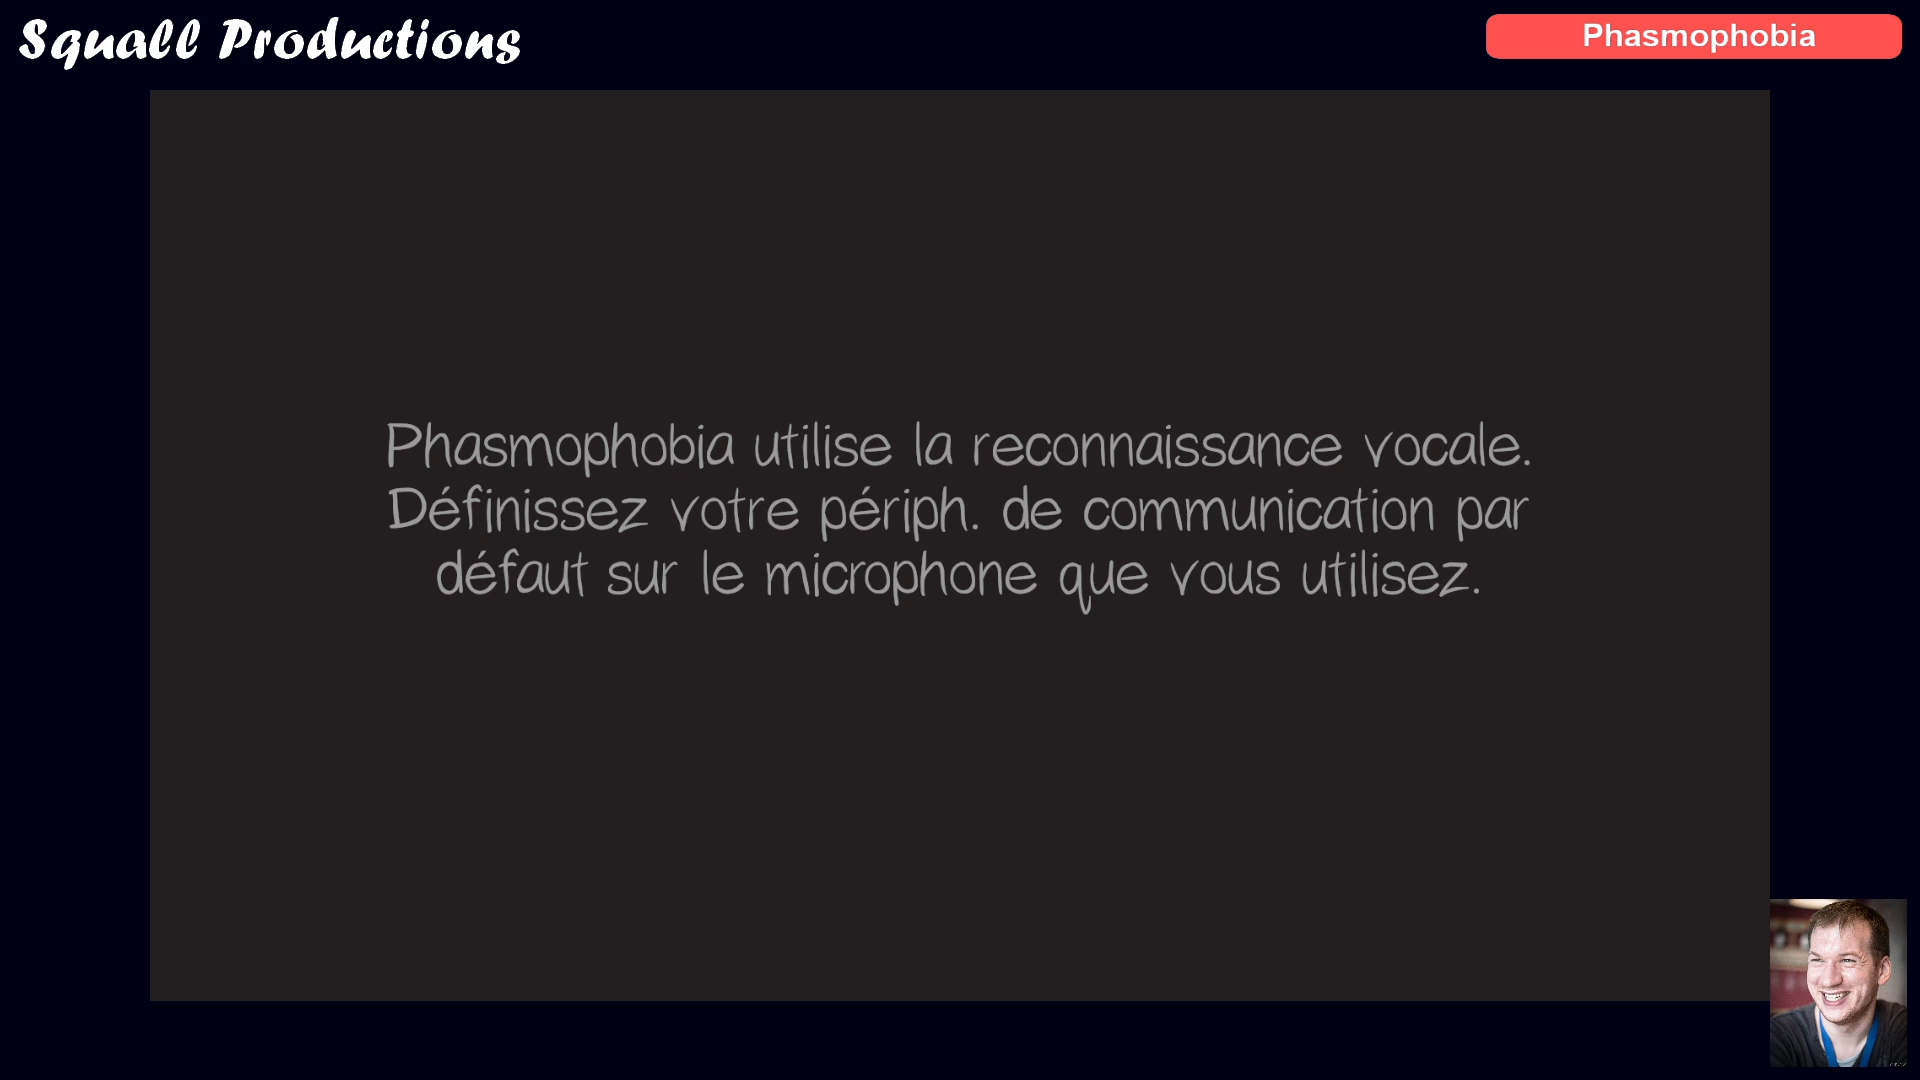 Squall Productions
Phasmophobia
Phasmophobia utilise la reconnaissance vocale.
Définissez votre périph. de communication par
défaut sur le microphone que vous utilisez.